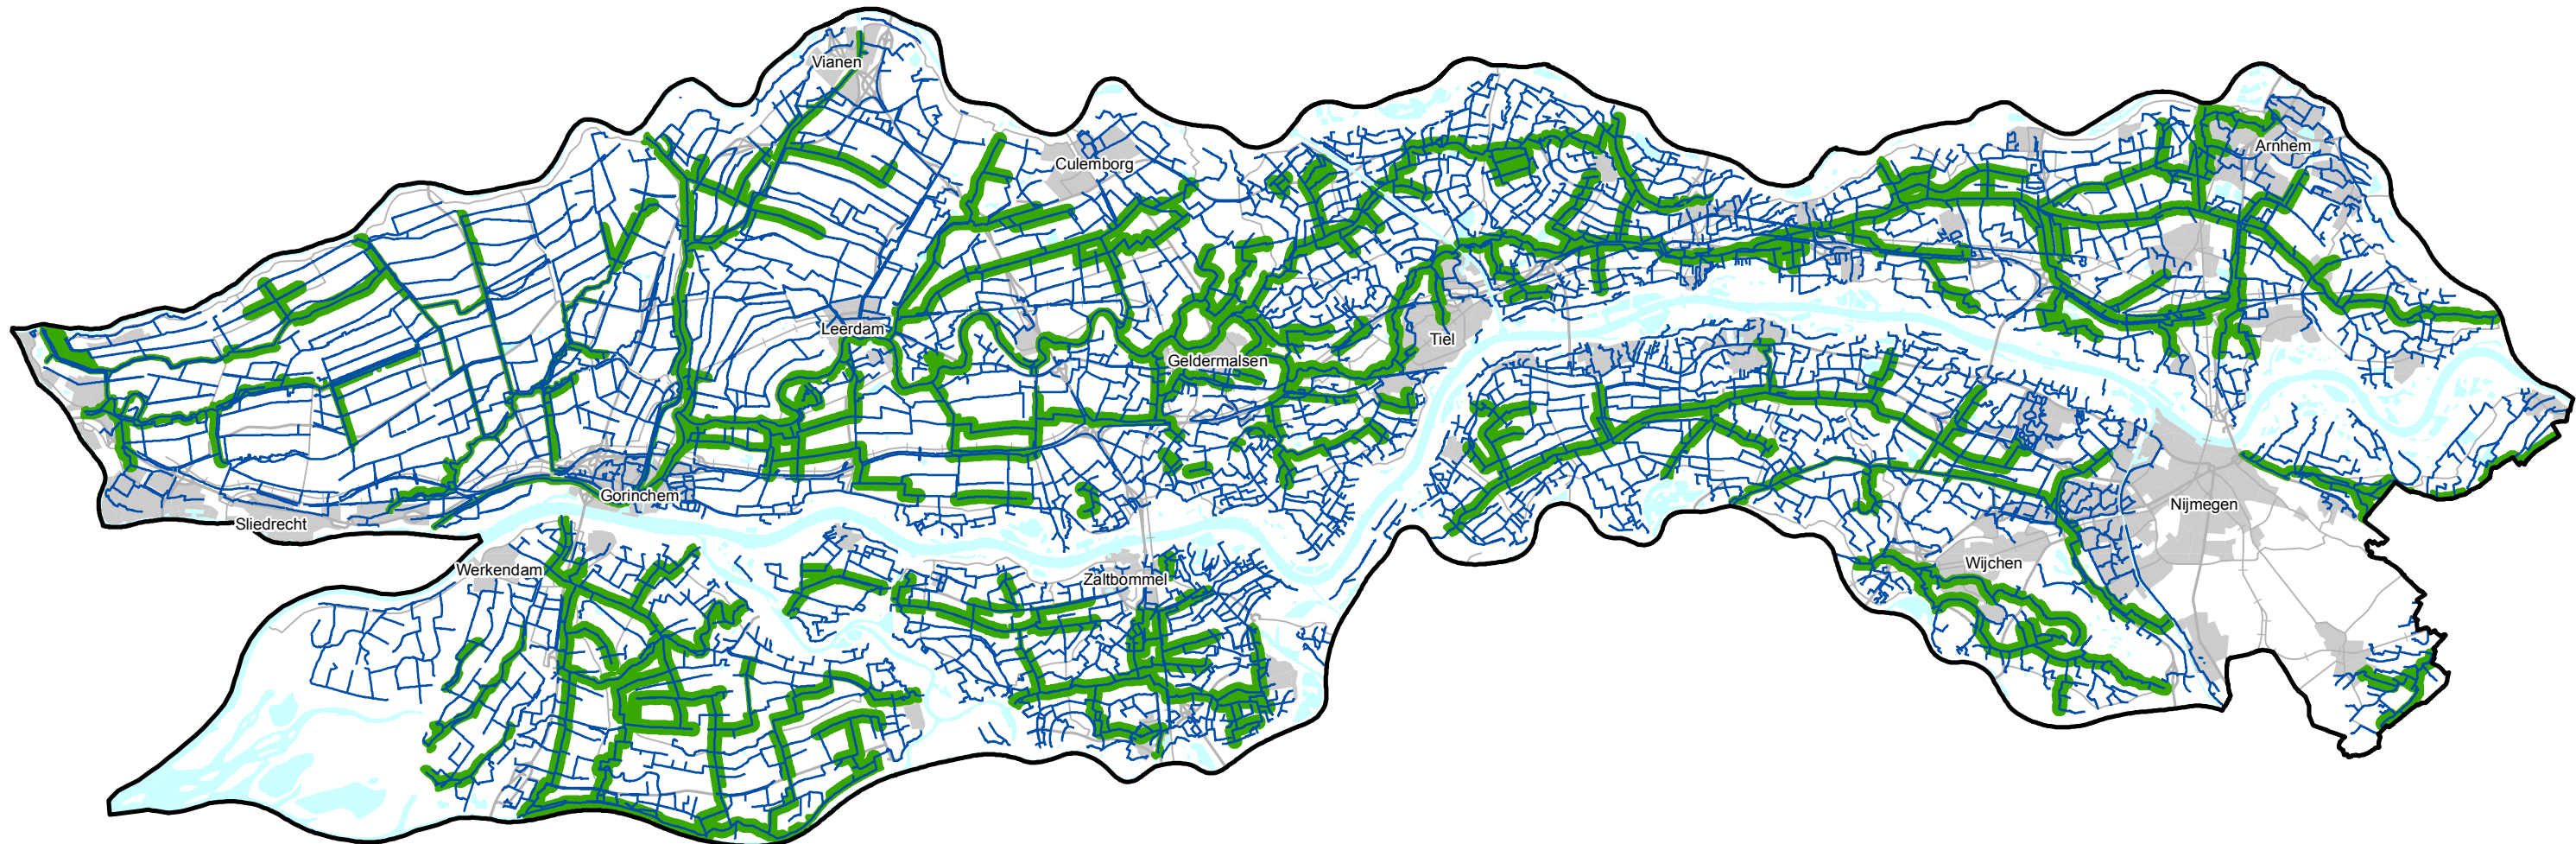 Vianen
Culemborg
Arnhem
Leerdam
Tiel
Geldermalsen
Gorinchem
Nijmegen
Sliedrecht
Wijchen
Werkendam
Zaltbommel